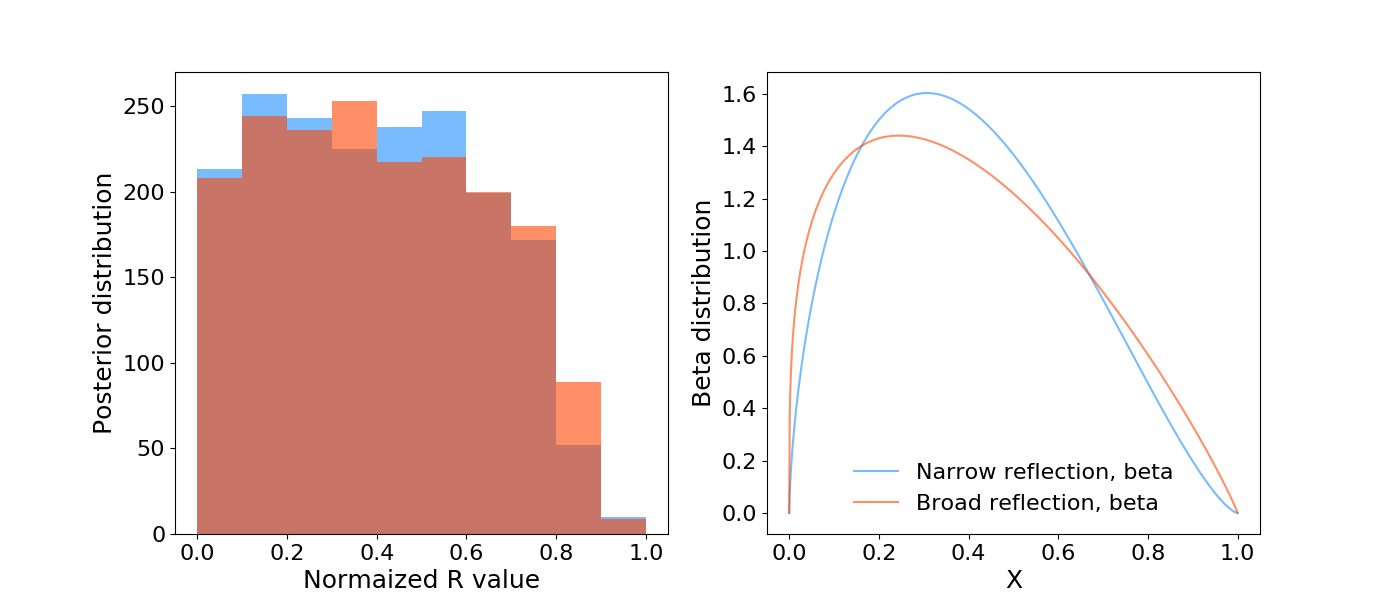 Posterior distribution
250
200
150
100
50
0
0.0 0.2 0.4 0.6 0.8 1.0
Normaized R value
Beta distribution
1.6
1.4
1.2
1.0
0.8
0.6
0.4
0.2
0.0
Narrow reflection, beta
Broad reflection, beta
0.0 0.2 0.4 0.6 0.8 1.0
X